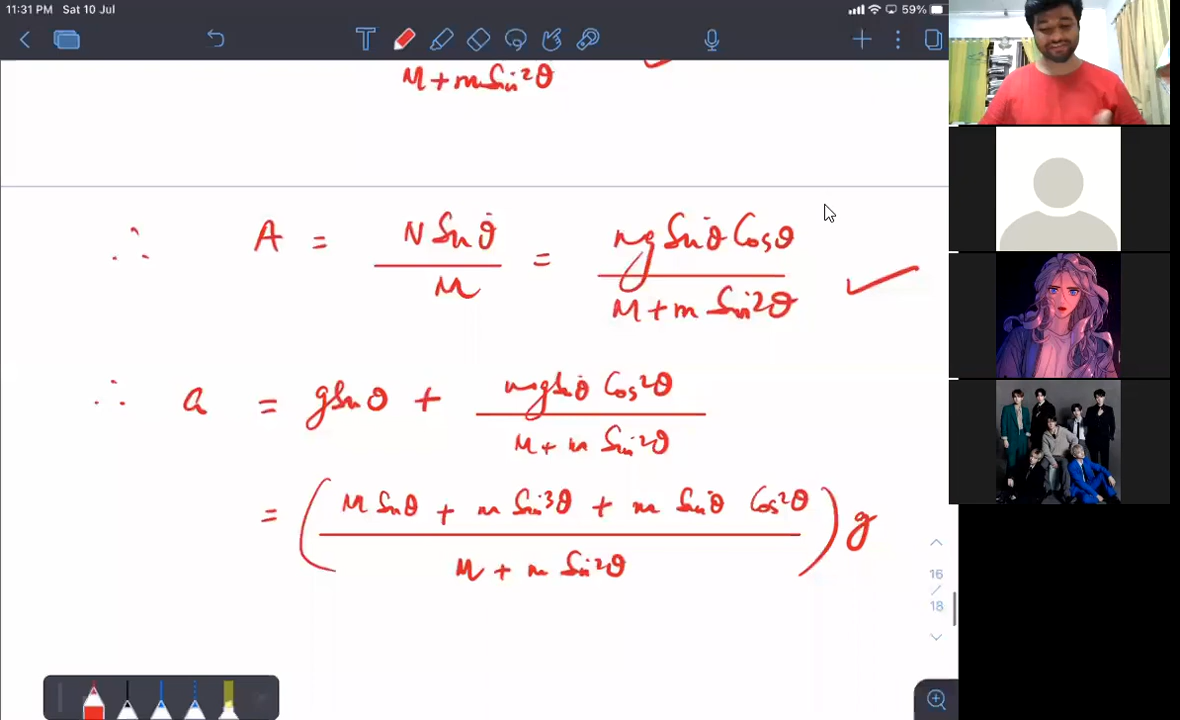 11:31 PM Sat 10 Jul 59%
M + m Sin²θ
∴ A = N Sinθ / M = mg Sinθ Cosθ / M + m Sin²θ
∴ a = g Sinθ + mg Sinθ Cos²θ / M + m Sin²θ
= ( M Sinθ + m Sin³θ + m Sinθ Cos²θ / M + m Sin²θ ) g
16
/
18